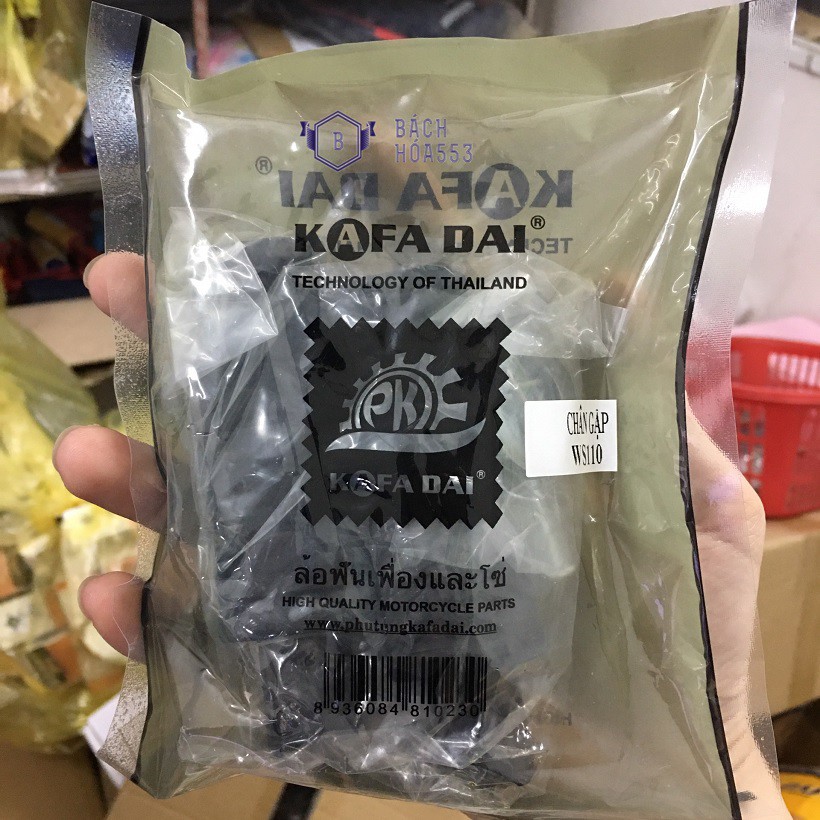 B
BÁCH
HÓA553
KAFA DAI®
KAFA DAI®
TECHNOLOGY OF THAILAND
PK
KAFA DAI®
CHÂN GẬP
WS110
ล้อฟันเฟืองและโซ่
HIGH QUALITY MOTORCYCLE PARTS
www.phutungkafadai.com
8 936084 810230